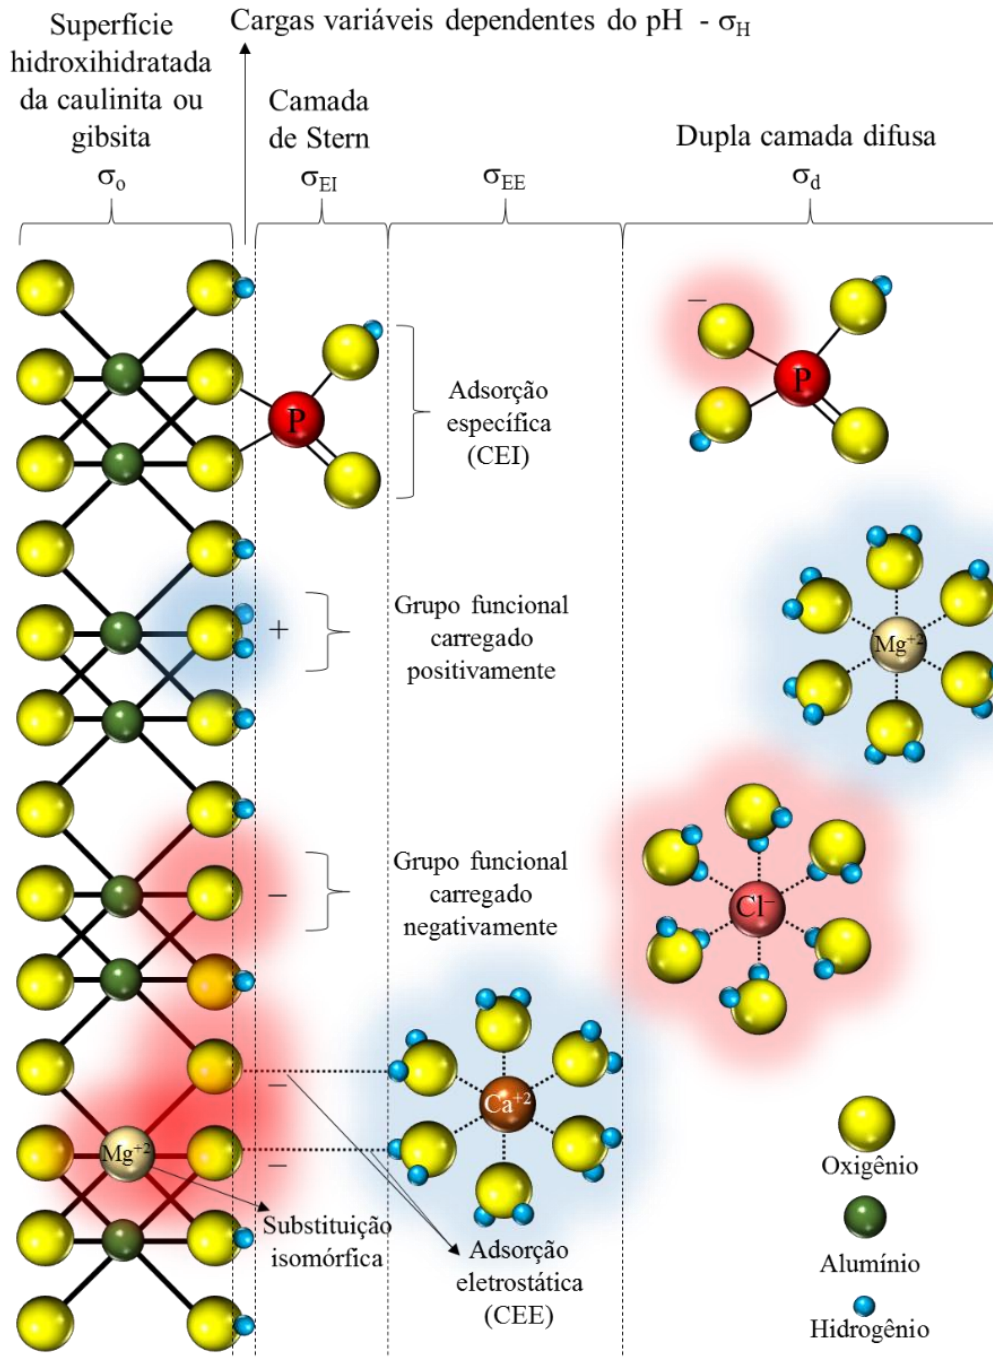 Superfície
hidroxihidratada
da caulinita ou
gibsita
σo
Cargas variáveis dependentes do pH - σH
Camada
de Stern
σEI
σEE
Dupla camada difusa
σd
P
Adsorção
específica
(CEI)
−
P
+
Grupo funcional
carregado
positivamente
Mg+2
−
Grupo funcional
carregado
negativamente
Cl−
−
Ca+2
Mg+2
−
Substituição
isomórfica
Adsorção
eletrostática
(CEE)
Oxigênio
Alumínio
Hidrogênio